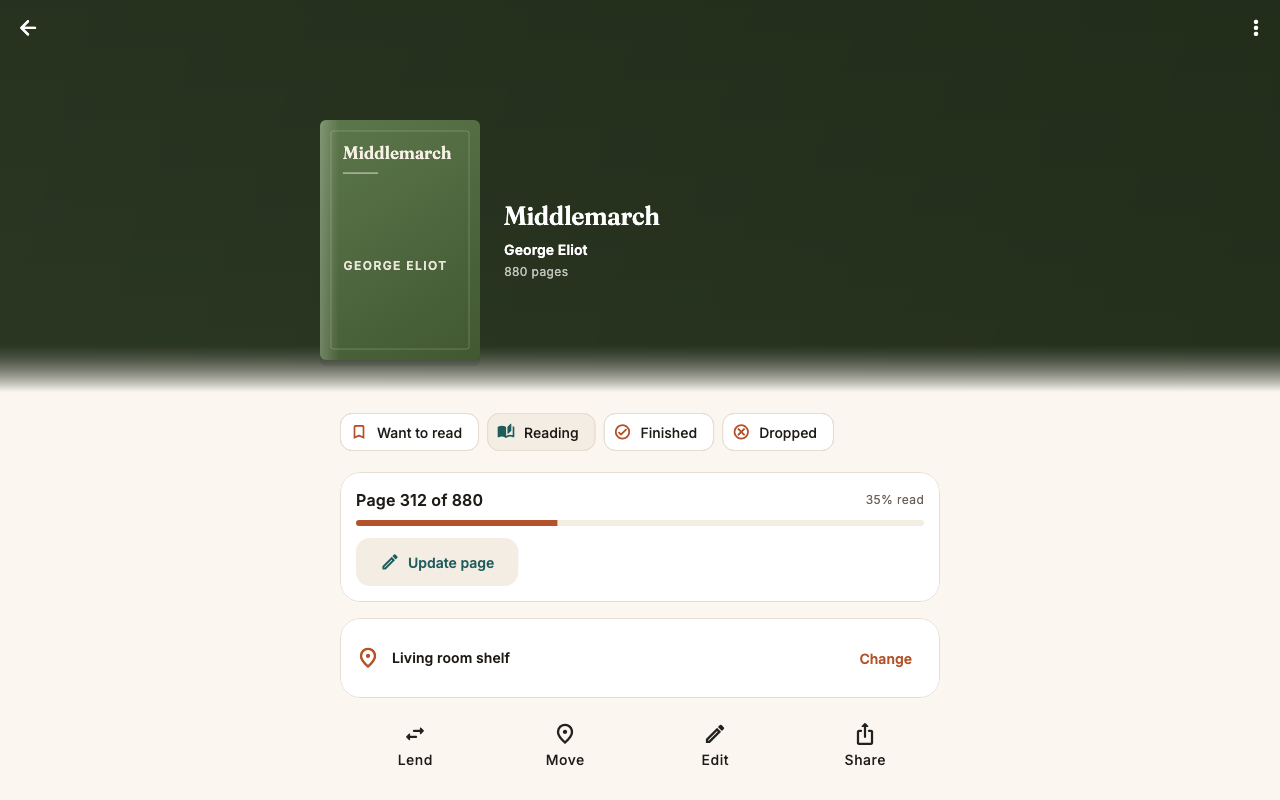 Middlemarch
GEORGE ELIOT
Middlemarch
George Eliot
880 pages
Want to read
Reading
Finished
Dropped
Page 312 of 880
35% read
Update page
Living room shelf
Change
Lend
Move
Edit
Share